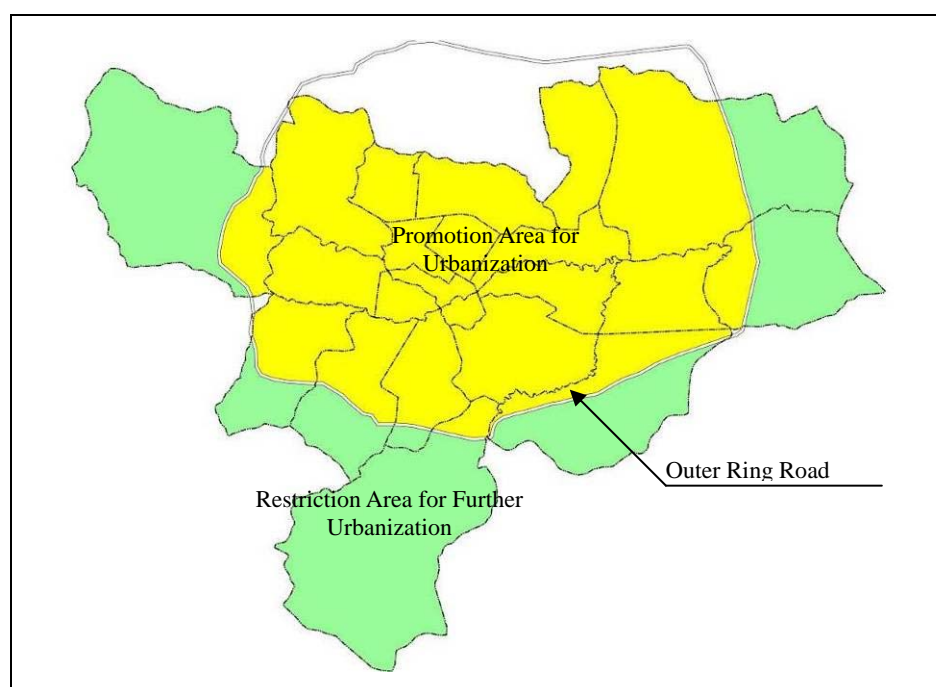 Promotion Area for
Urbanization
Outer Ring Road
Restriction Area for Further
Urbanization